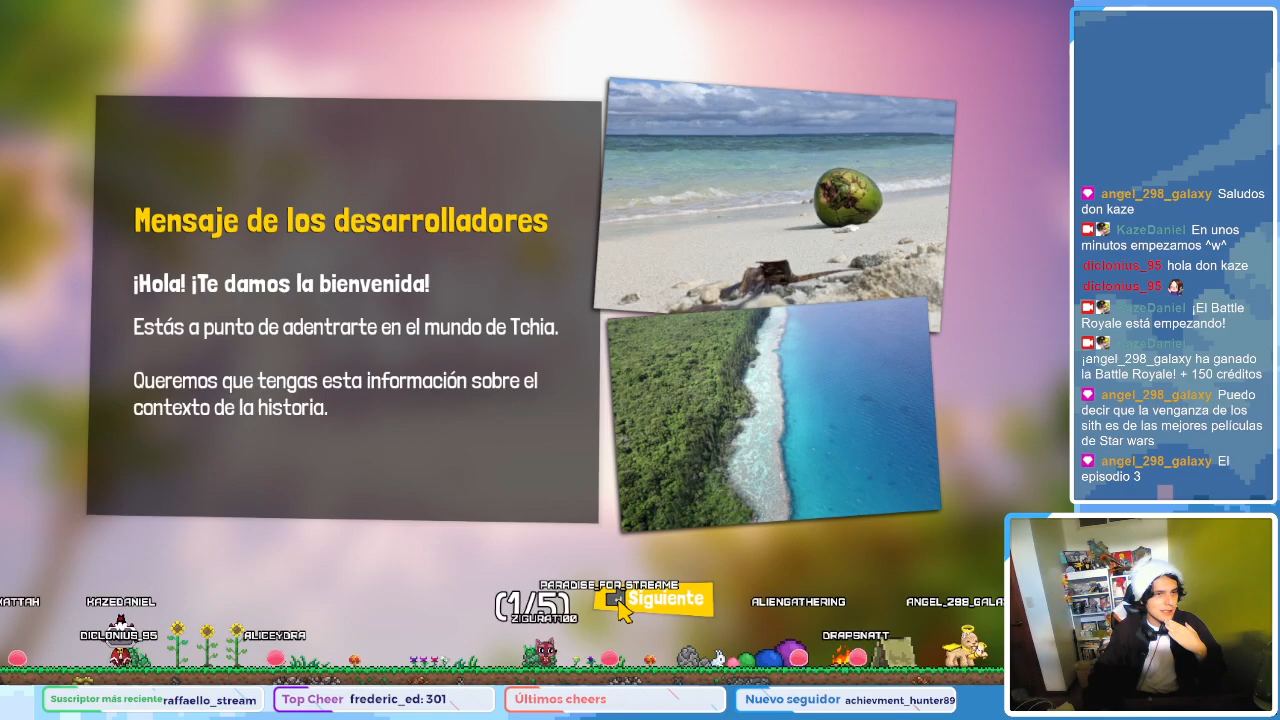 Mensaje de los desarrolladores
¡Hola! ¡Te damos la bienvenida!
Estás a punto de adentrarte en el mundo de Tchia.
Queremos que tengas esta información sobre el
contexto de la historia.
(1/5)
Siguiente
PARADISE_FOR_STREAME
ZIGURAT100
KATTAH
KAZEDANIEL
DICLONIUS_95
ALICEYDRA
ALIENGATHERING
ANGEL_298_GALA
DRAPSNATT
Suscriptor más reciente raffaello_stream
Top Cheer frederic_ed: 301
Últimos cheers
Nuevo seguidor achievment_hunter89
angel_298_galaxy Saludos
don kaze
KazeDaniel En unos
minutos empezamos ^w^
diclonius_95 hola don kaze
diclonius_95
KazeDaniel ¡El Battle
Royale está empezando!
KazeDaniel
¡angel_298_galaxy ha ganado
la Battle Royale! + 150 créditos
angel_298_galaxy Puedo
decir que la venganza de los
sith es de las mejores películas
de Star wars
angel_298_galaxy El
episodio 3